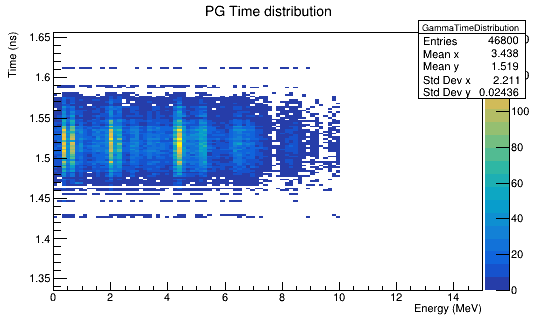 PG Time distribution
GammaTimeDistribution
Entries 46800
Mean x 3.438
Mean y 1.519
Std Dev x 2.211
Std Dev y 0.02436
Time (ns)
1.65
1.6
1.55
1.5
1.45
1.4
1.35
0 2 4 6 8 10 12 14
Energy (MeV)
100
80
60
40
20
0